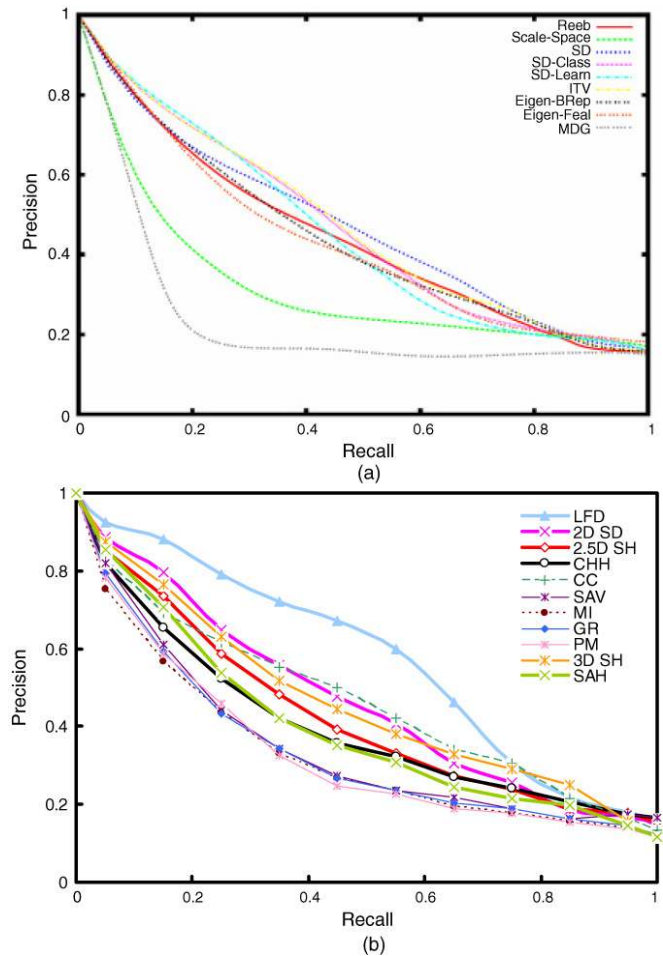 1
Reeb
Scale-Space
SD
SD-Class
SD-Learn
ITV
Eigen-BRep
Eigen-Feal
MDG
0.8
0.6
Precision
0.4
0.2
0
0 0.2 0.4 0.6 0.8 1
Recall
(a)
1
LFD
2D SD
2.5D SH
CHH
CC
SAV
MI
GR
PM
3D SH
SAH
0.8
0.6
Precision
0.4
0.2
0
0 0.2 0.4 0.6 0.8 1
Recall
(b)